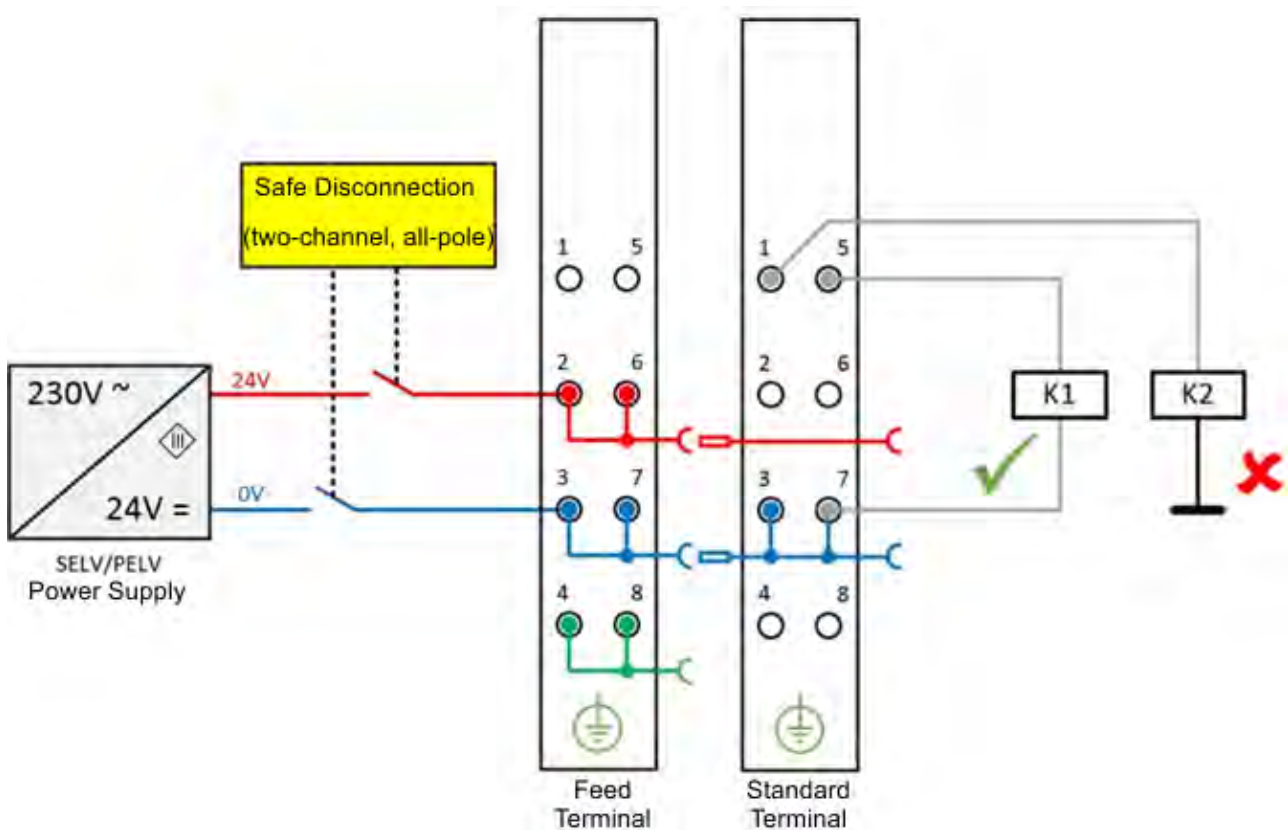 Safe Disconnection
(two-channel, all-pole)
1 5
1 5
230V ~
24V
2 6
2 6
K1
K2
III
24V =
0V
3 7
3 7
SELV/PELV
Power Supply
4 8
4 8
Feed
Terminal
Standard
Terminal